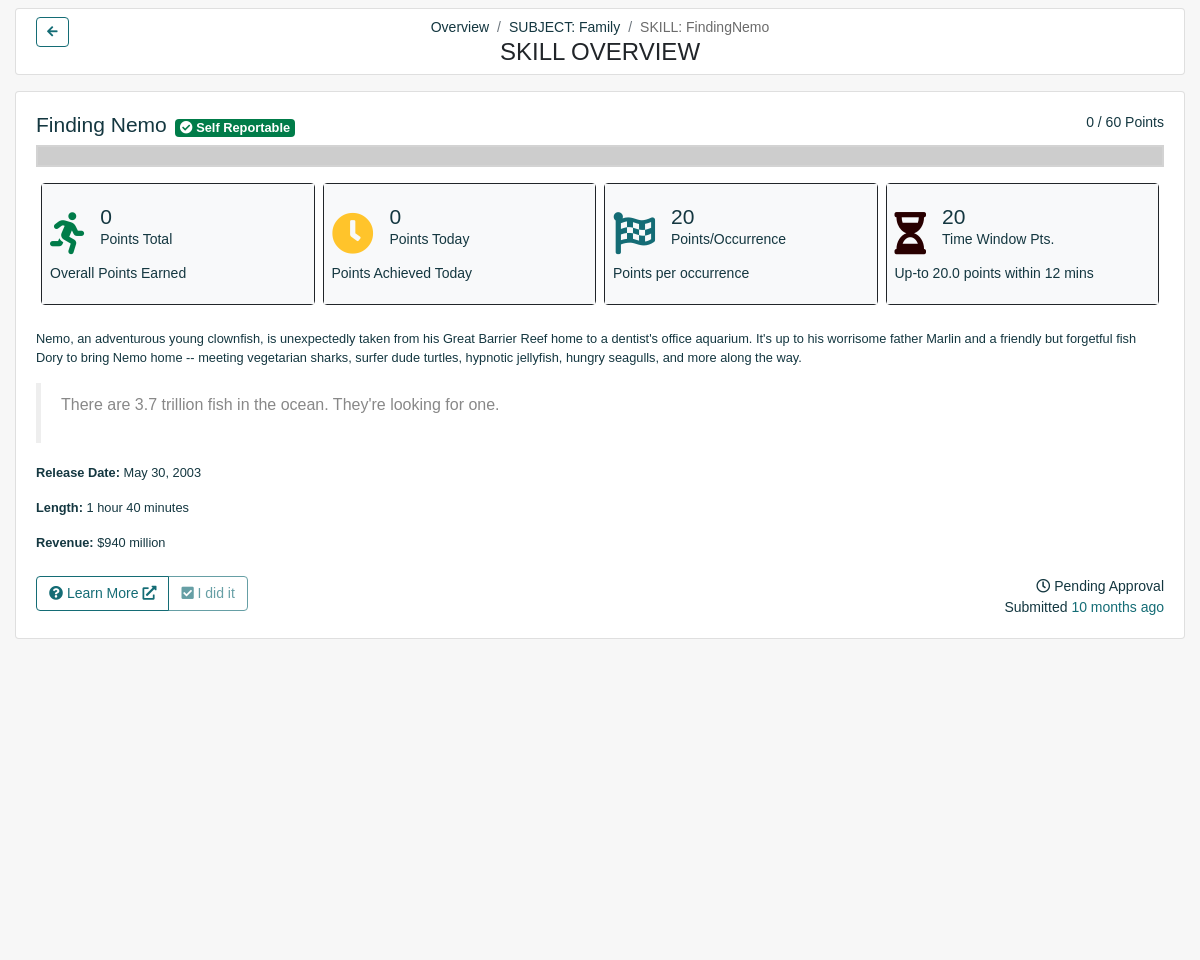 Overview / SUBJECT: Family / SKILL: FindingNemo
SKILL OVERVIEW
Finding Nemo Self Reportable 0 / 60 Points
0
Points Total
Overall Points Earned
0
Points Today
Points Achieved Today
20
Points/Occurrence
Points per occurrence
20
Time Window Pts.
Up-to 20.0 points within 12 mins
Nemo, an adventurous young clownfish, is unexpectedly taken from his Great Barrier Reef home to a dentist's office aquarium. It's up to his worrisome father Marlin and a friendly but forgetful fish
Dory to bring Nemo home -- meeting vegetarian sharks, surfer dude turtles, hypnotic jellyfish, hungry seagulls, and more along the way.
There are 3.7 trillion fish in the ocean. They're looking for one.
Release Date: May 30, 2003
Length: 1 hour 40 minutes
Revenue: $940 million
Learn More I did it
Pending Approval
Submitted 10 months ago